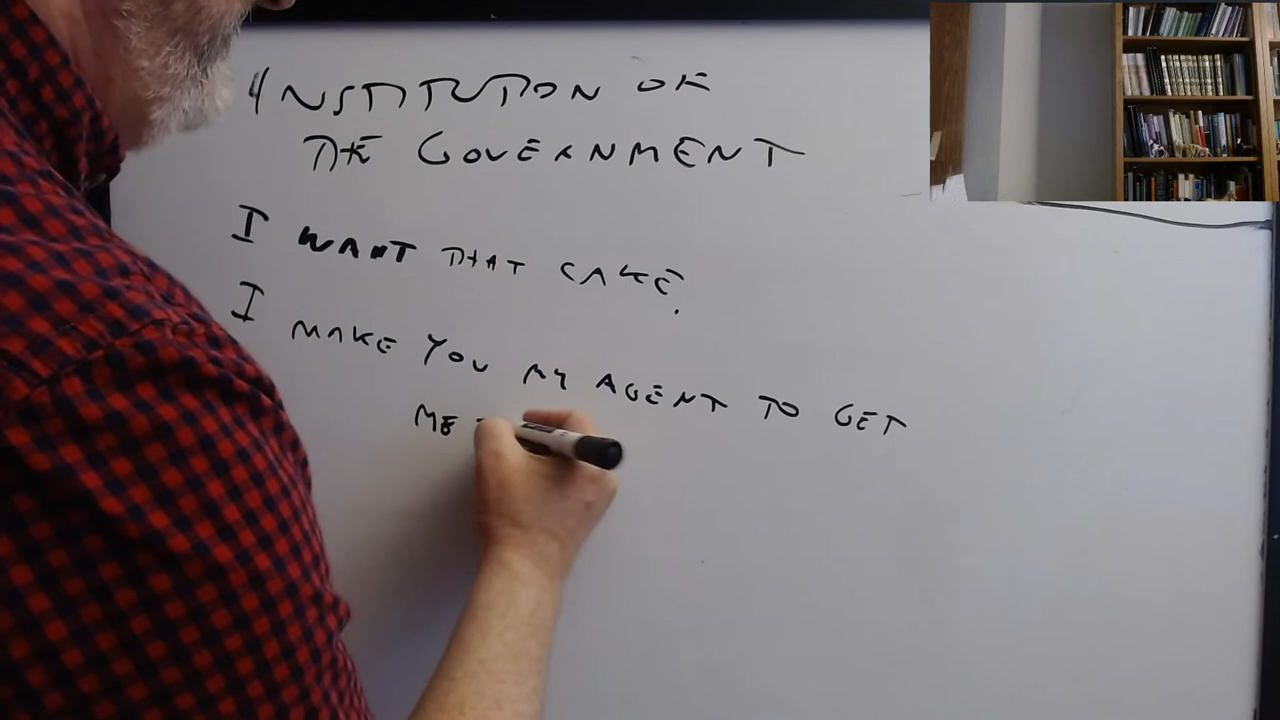 INSTITUTION OF
THE GOVERNMENT
I WANT THAT CAKE.
I MAKE YOU MY AGENT TO GET
ME